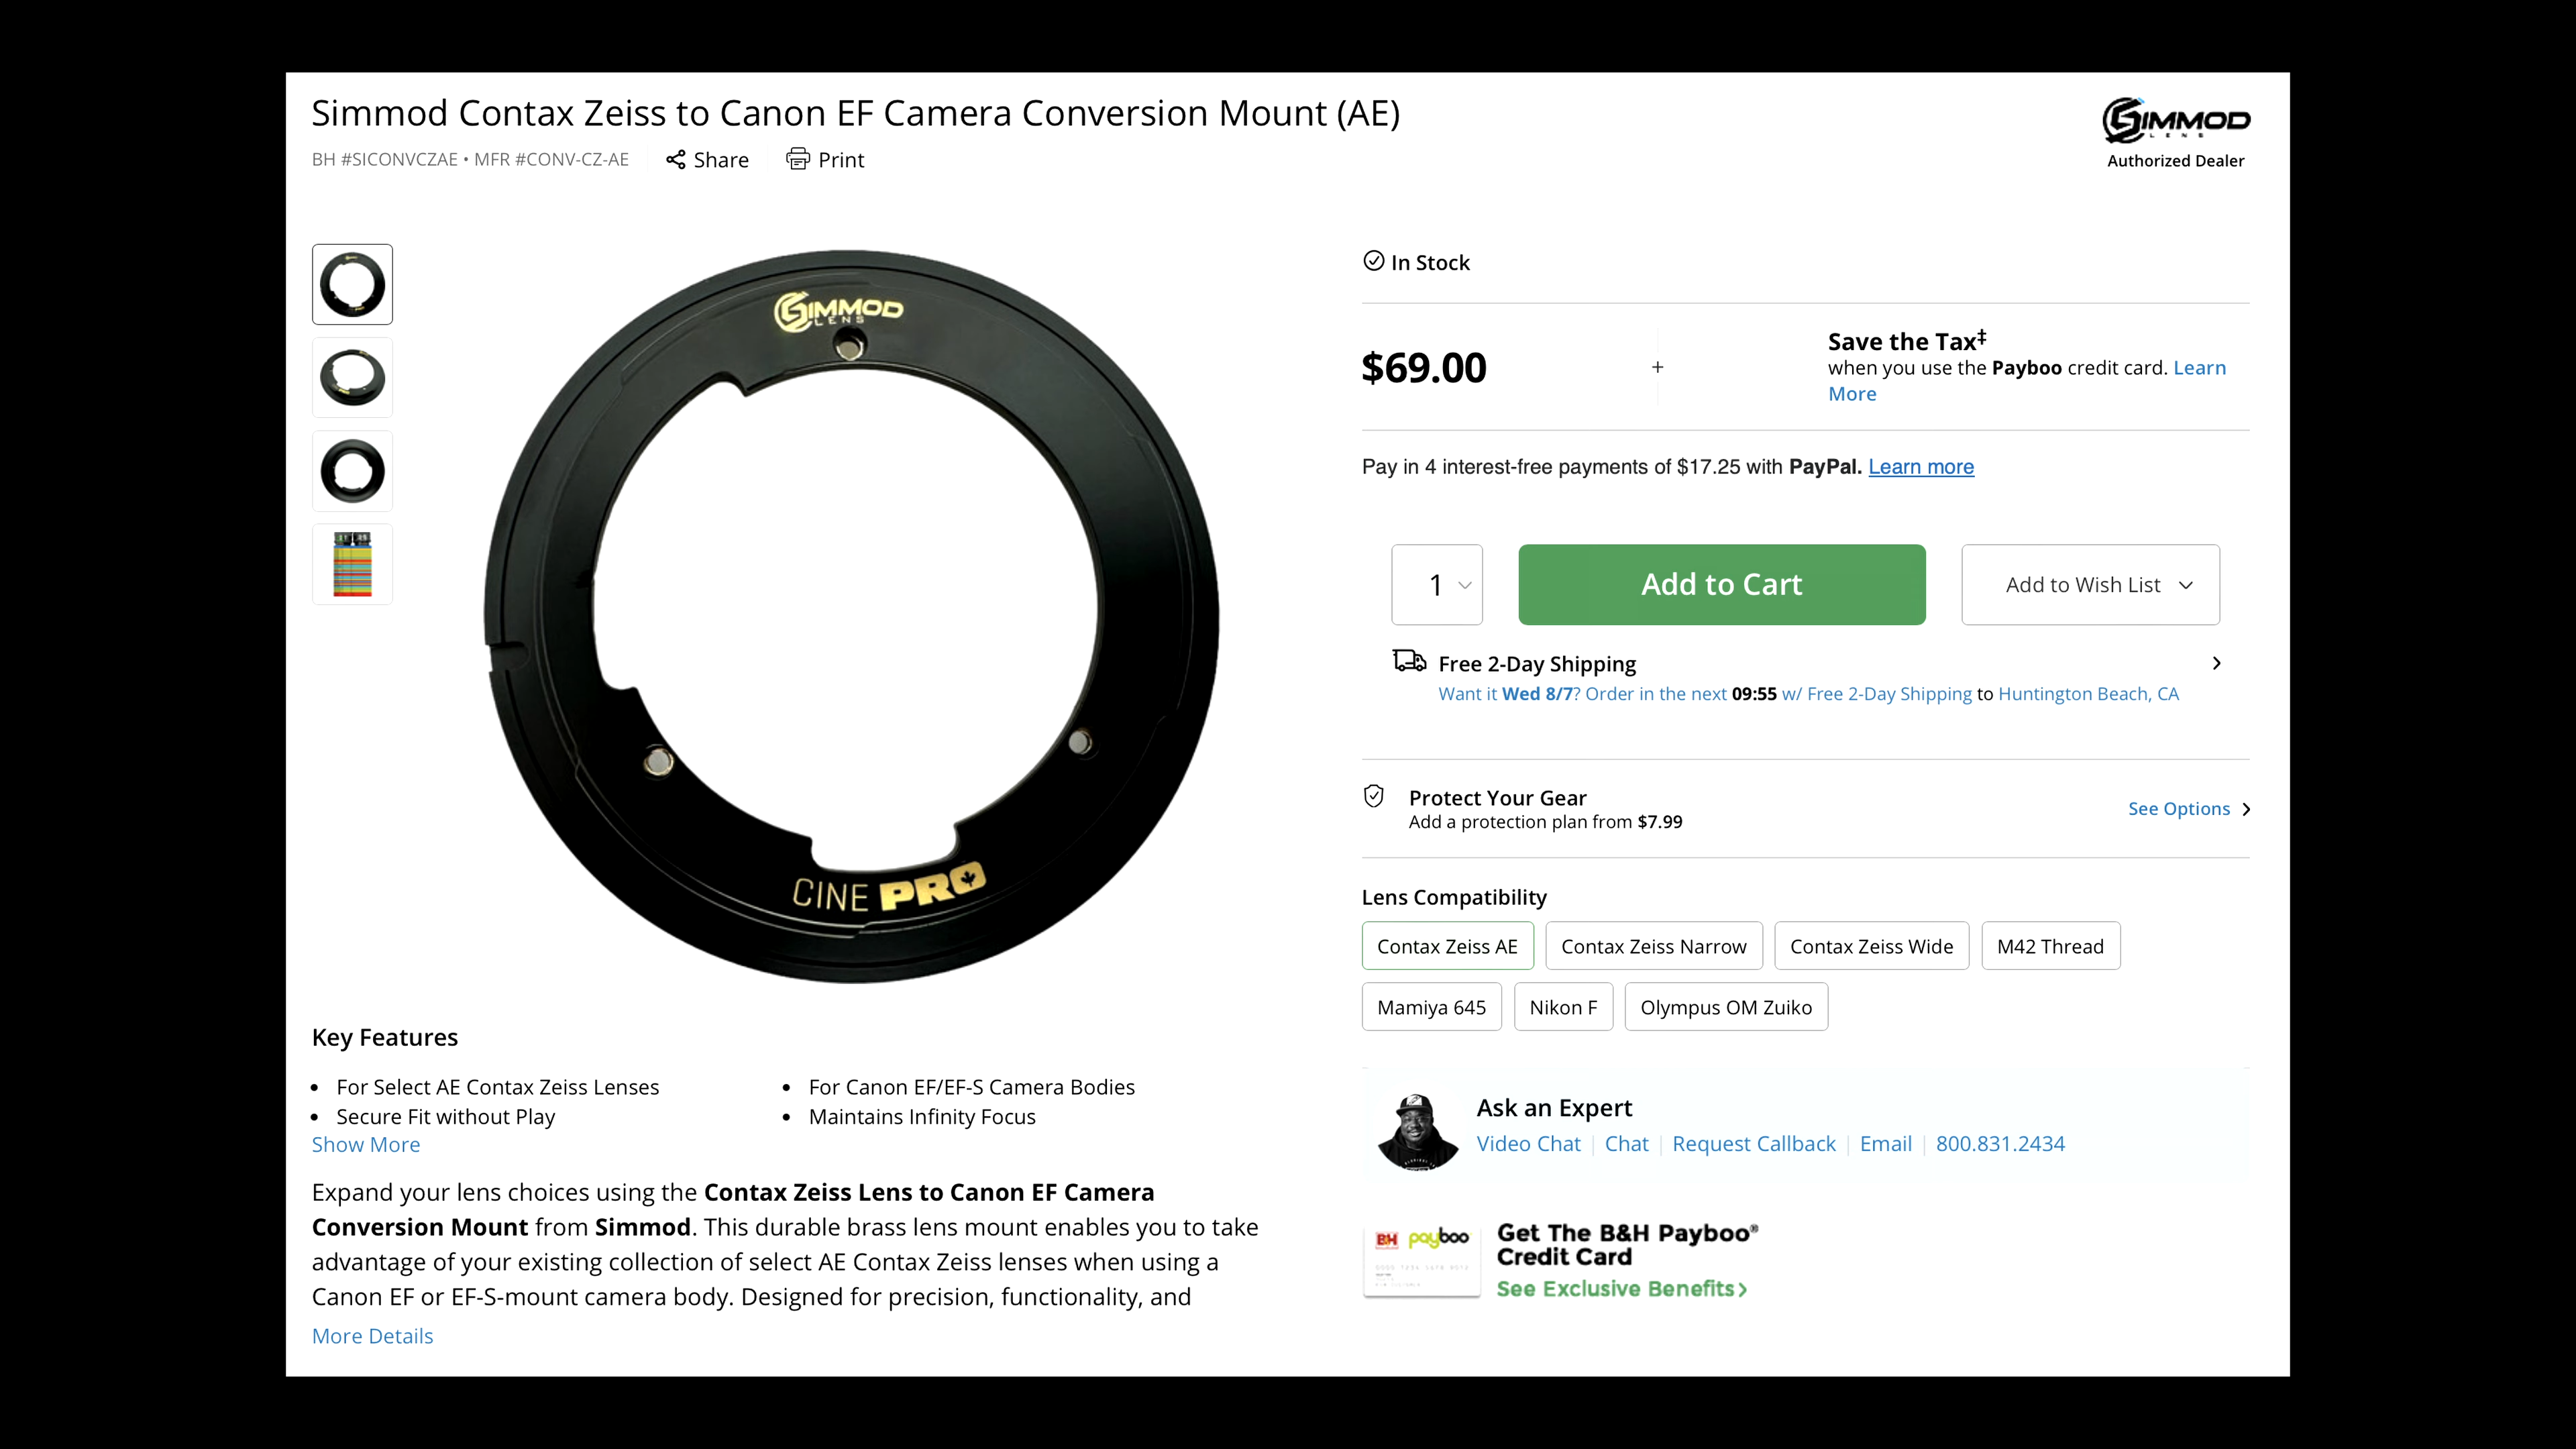 Simmod Contax Zeiss to Canon EF Camera Conversion Mount (AE)
BH #SICONVCZAE • MFR #CONV-CZ-AE
Share
Print
SIMMOD
LENS
Authorized Dealer
SIMMOD
LENS
CINE PRO
In Stock
$69.00
+
Save the Tax‡
when you use the Payboo credit card. Learn
More
Pay in 4 interest-free payments of $17.25 with PayPal. Learn more
1
Add to Cart
Add to Wish List
Free 2-Day Shipping
Want it Wed 8/7? Order in the next 09:55 w/ Free 2-Day Shipping to Huntington Beach, CA
Protect Your Gear
Add a protection plan from $7.99
See Options
Lens Compatibility
Contax Zeiss AE
Contax Zeiss Narrow
Contax Zeiss Wide
M42 Thread
Mamiya 645
Nikon F
Olympus OM Zuiko
Key Features
• For Select AE Contax Zeiss Lenses
• Secure Fit without Play
• For Canon EF/EF-S Camera Bodies
• Maintains Infinity Focus
Show More
Expand your lens choices using the Contax Zeiss Lens to Canon EF Camera
Conversion Mount from Simmod. This durable brass lens mount enables you to take
advantage of your existing collection of select AE Contax Zeiss lenses when using a
Canon EF or EF-S-mount camera body. Designed for precision, functionality, and
More Details
Ask an Expert
Video Chat
Chat
Request Callback
Email
800.831.2434
BH payboo
Get The B&H Payboo®
Credit Card
See Exclusive Benefits